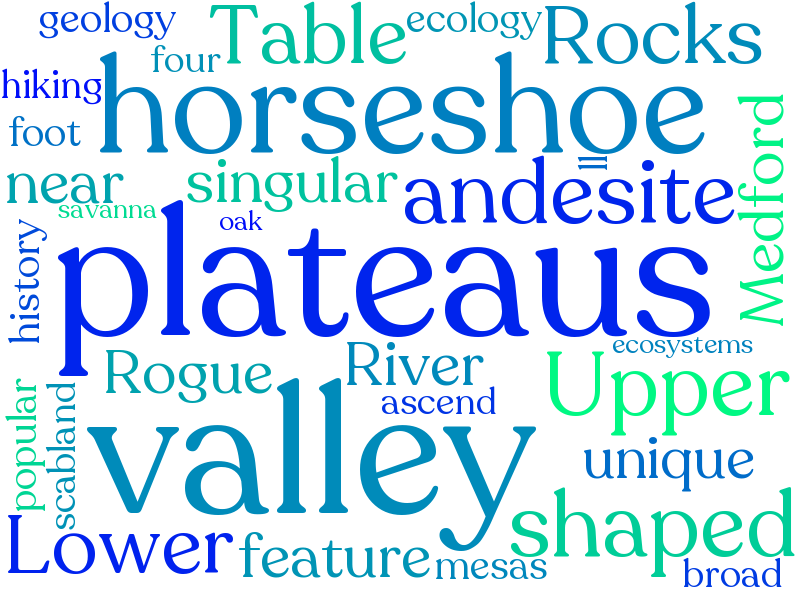 geology
Table
ecology
Rocks
four
hiking
horseshoe
foot
Medford
near
singular
andesite
savanna
oak
history
plateaus
Rogue
River
ecosystems
Upper
ascend
popular
scabland
valley
unique
shaped
Lower
feature
mesas
broad